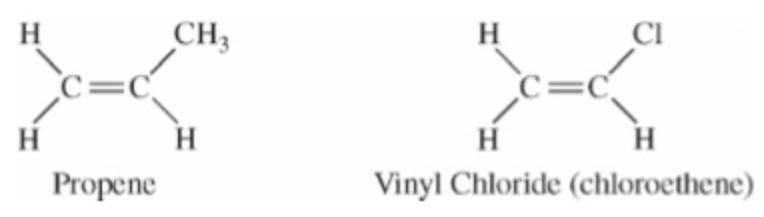 H CH₃ H Cl
C=C C=C
H H H H
Propene Vinyl Chloride (chloroethene)